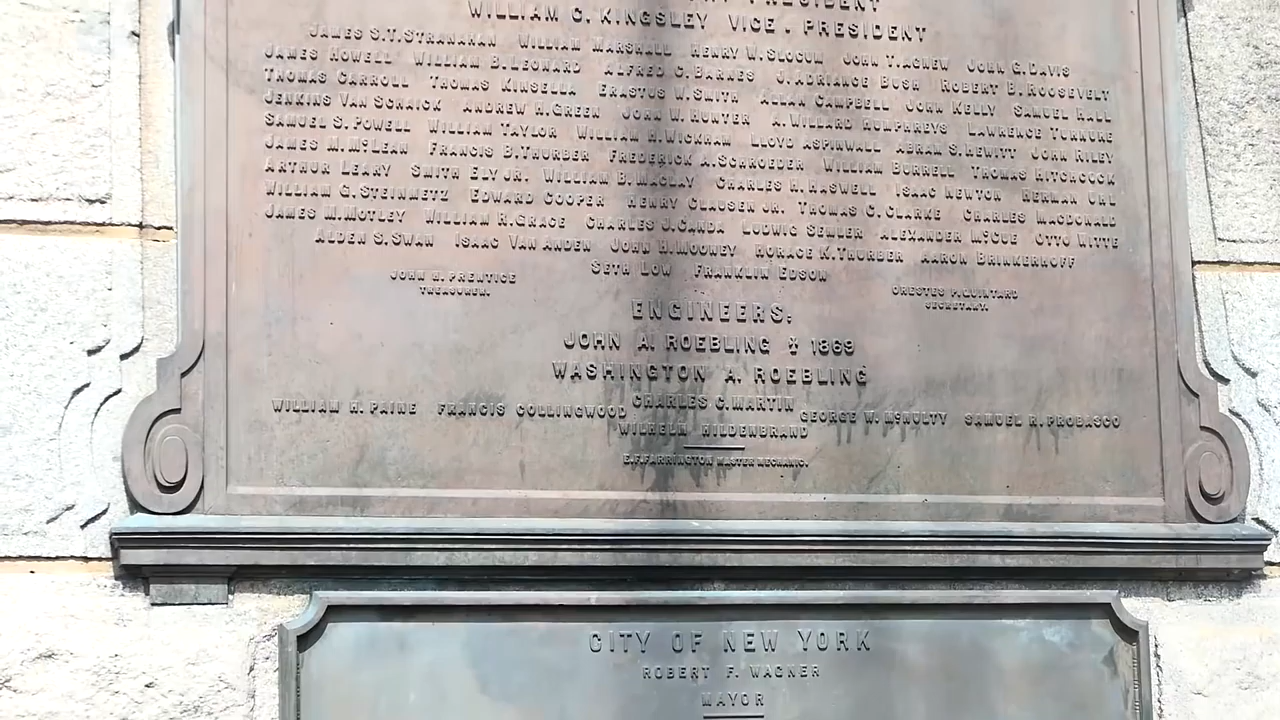 PRESIDENT
WILLIAM C. KINGSLEY VICE. PRESIDENT
JAMES S.T. STRANAHAN WILLIAM MARSHALL HENRY W. SLOCUM JOHN T. AGNEW JOHN G. DAVIS
JAMES HOWELL WILLIAM B. LEONARD ALFRED C. BARNES J. ADRIANCE BUSH ROBERT B. ROOSEVELT
THOMAS CARROLL THOMAS KINSELLA ERASTUS W. SMITH ALLAN CAMPBELL JOHN KELLY SAMUEL HALL
JENKINS VAN SCHAICK ANDREW H. GREEN JOHN W. HUNTER A. WILLARD HUMPHREYS LAWRENCE TURNURE
SAMUEL S. POWELL WILLIAM TAYLOR WILLIAM H. WICKHAM LLOYD ASPINWALL ABRAM S. HEWITT JOHN RILEY
JAMES M. MCLEAN FRANCIS B. THURBER FREDERICK A. SCHROEDER WILLIAM BURRELL THOMAS HITCHCOCK
ARTHUR LEARY SMITH ELY JR. WILLIAM B. MACLAY CHARLES H. HASWELL ISAAC NEWTON HERMAN UHL
WILLIAM G. STEINMETZ EDWARD COOPER HENRY CLAUSEN JR. THOMAS C. CLARKE CHARLES MACDONALD
JAMES M. MOTLEY WILLIAM R. GRACE CHARLES J. CANDA LUDWIG SEMLER ALEXANDER MCCUE OTTO WITTE
ALDEN S. SWAN ISAAC VAN ANDEN JOHN H. MOONEY HORACE K. THURBER AARON BRINKERHOFF
SETH LOW FRANKLIN EDSON
JOHN H. PRENTICE
TREASURER.
ORESTES P. QUINTARD
SECRETARY.
ENGINEERS:
JOHN A. ROEBLING ✝ 1869
WASHINGTON A. ROEBLING
CHARLES C. MARTIN
WILLIAM H. PAINE FRANCIS COLLINGWOOD GEORGE W. MCNULTY SAMUEL R. PROBASCO
WILHELM HILDENBRAND
E.F. FARRINGTON MASTER MECHANIC.
CITY OF NEW YORK
ROBERT F. WAGNER
MAYOR